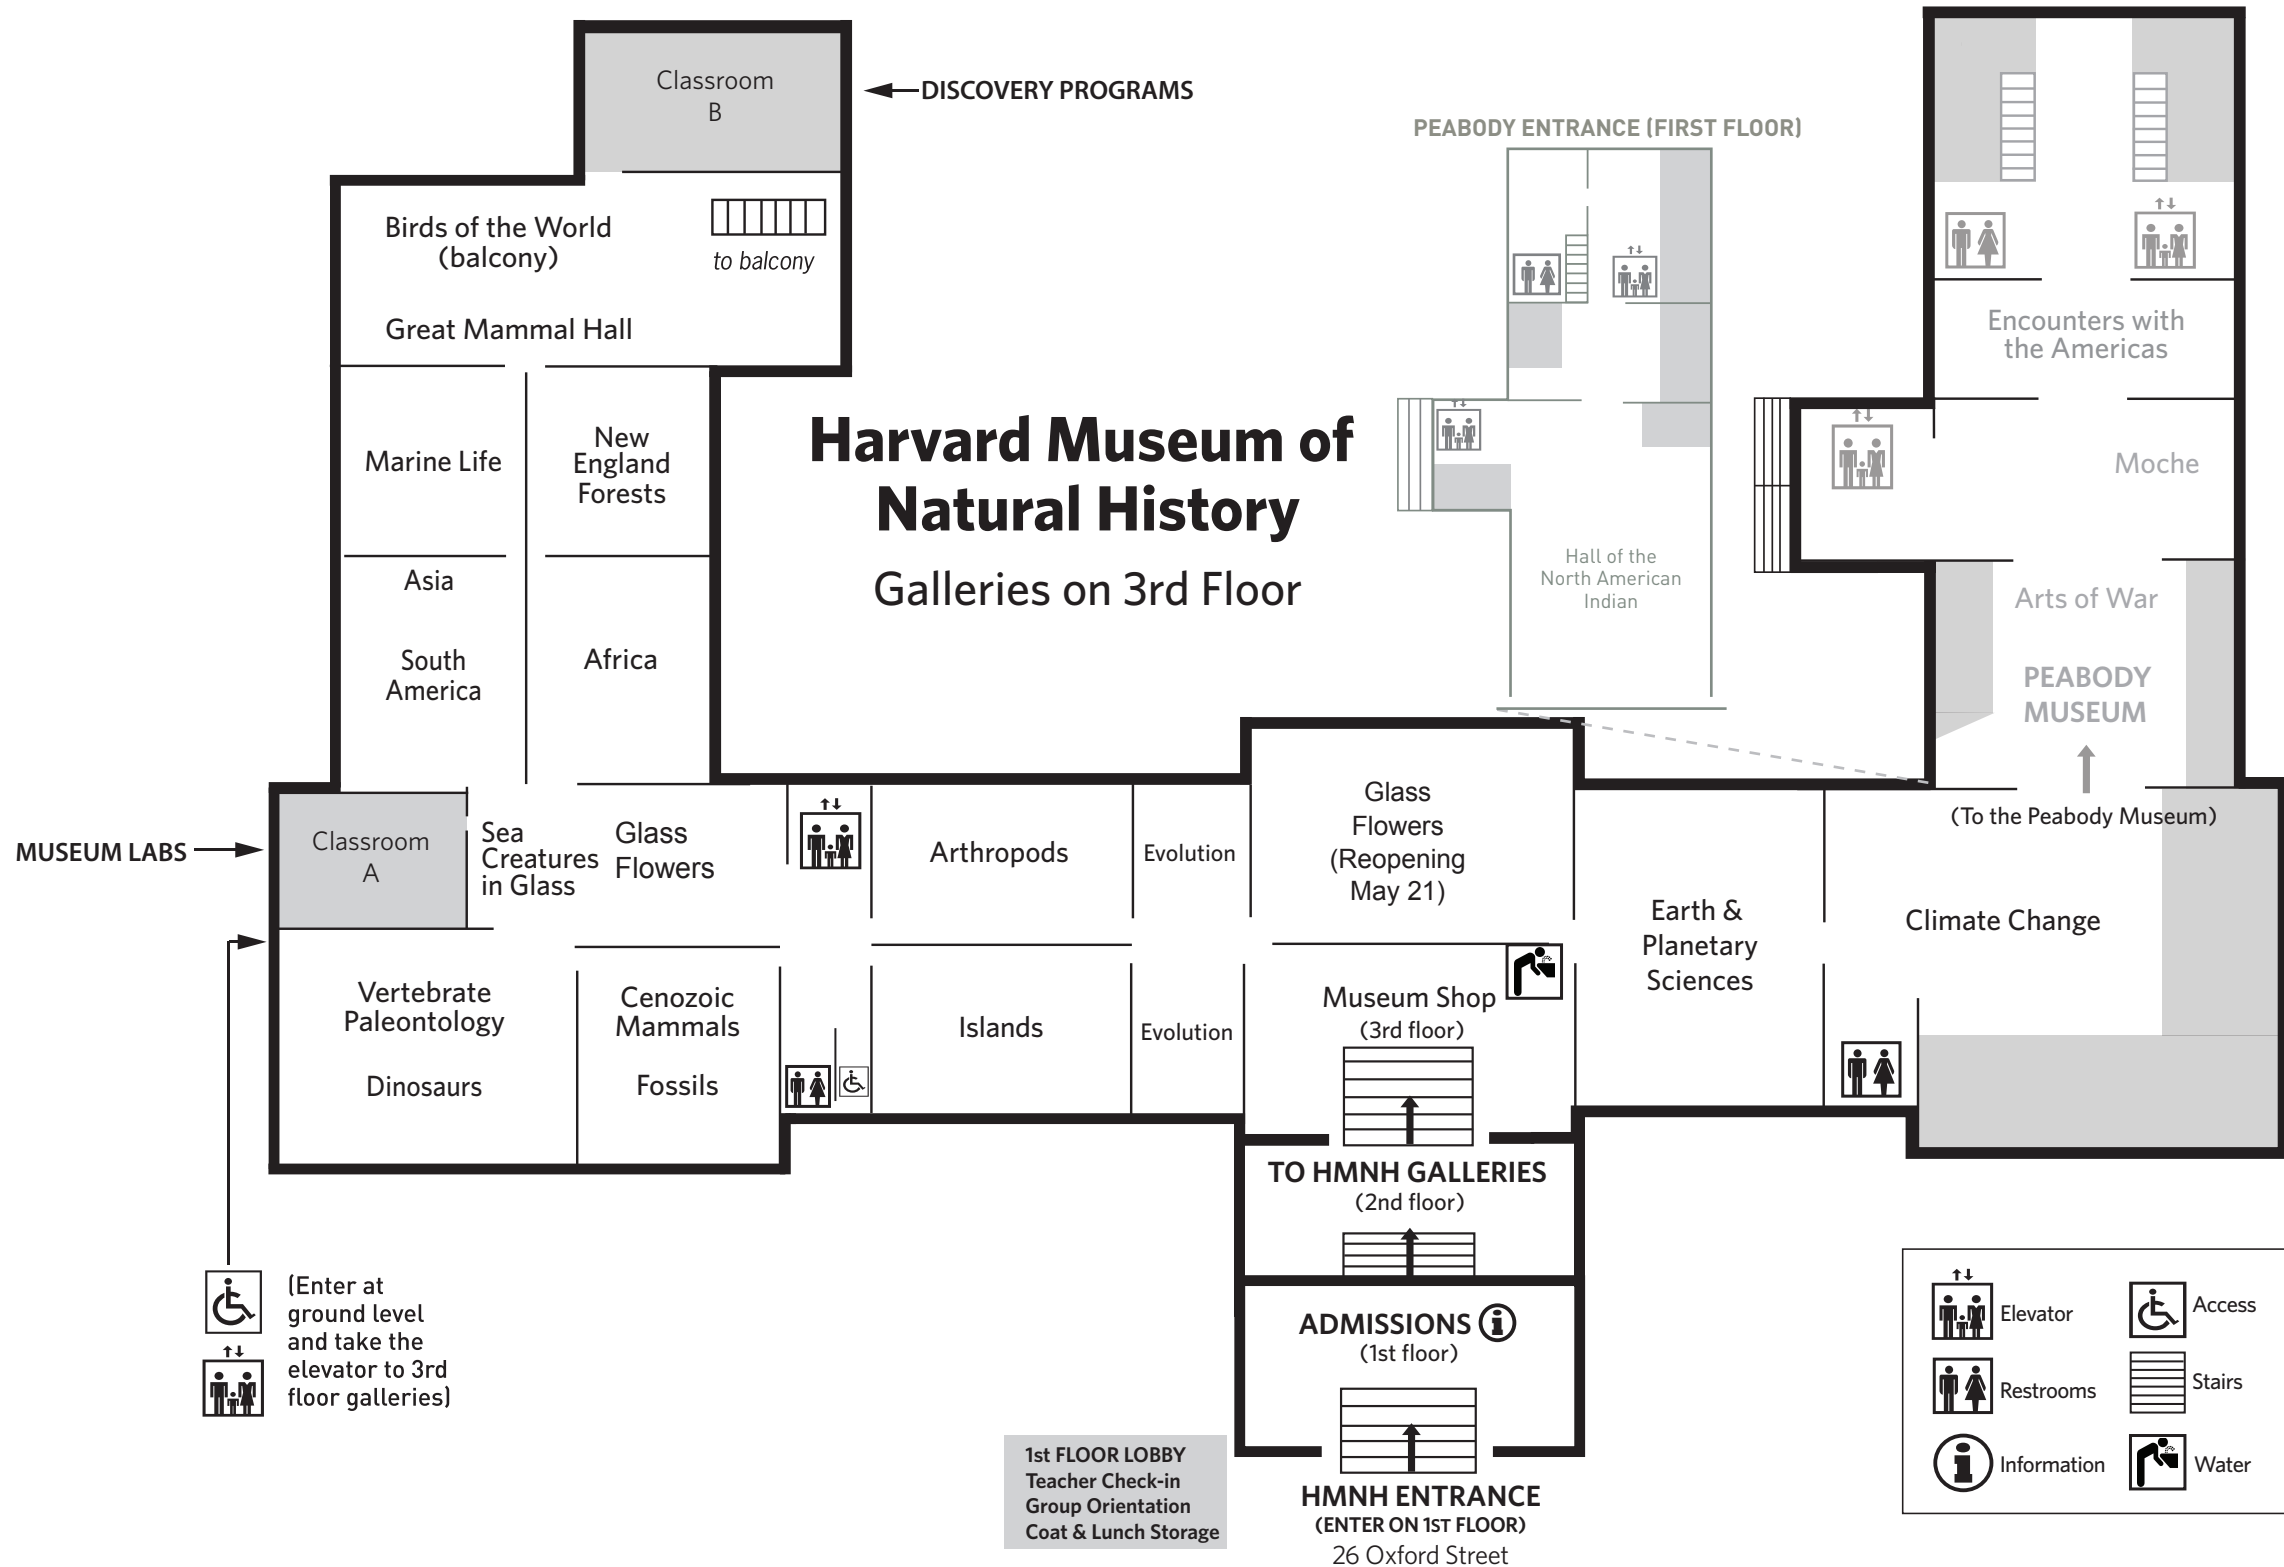 Classroom
B
DISCOVERY PROGRAMS
PEABODY ENTRANCE (FIRST FLOOR)
Birds of the World
(balcony)
to balcony
Great Mammal Hall
Encounters with
the Americas
Harvard Museum of
Natural History
Galleries on 3rd Floor
Marine Life
New
England
Forests
Moche
Hall of the
North American
Indian
Asia
South
America
Africa
Arts of War
PEABODY
MUSEUM
(To the Peabody Museum)
MUSEUM LABS
Classroom
A
Sea
Creatures
in Glass
Glass
Flowers
Arthropods
Evolution
Glass
Flowers
(Reopening
May 21)
Earth &
Planetary
Sciences
Climate Change
Vertebrate
Paleontology
Dinosaurs
Cenozoic
Mammals
Fossils
Islands
Evolution
Museum Shop
(3rd floor)
TO HMNH GALLERIES
(2nd floor)
ADMISSIONS
(1st floor)
(Enter at
ground level
and take the
elevator to 3rd
floor galleries)
1st FLOOR LOBBY
Teacher Check-in
Group Orientation
Coat & Lunch Storage
HMNH ENTRANCE
(ENTER ON 1ST FLOOR)
26 Oxford Street
Elevator
Access
Restrooms
Stairs
Information
Water